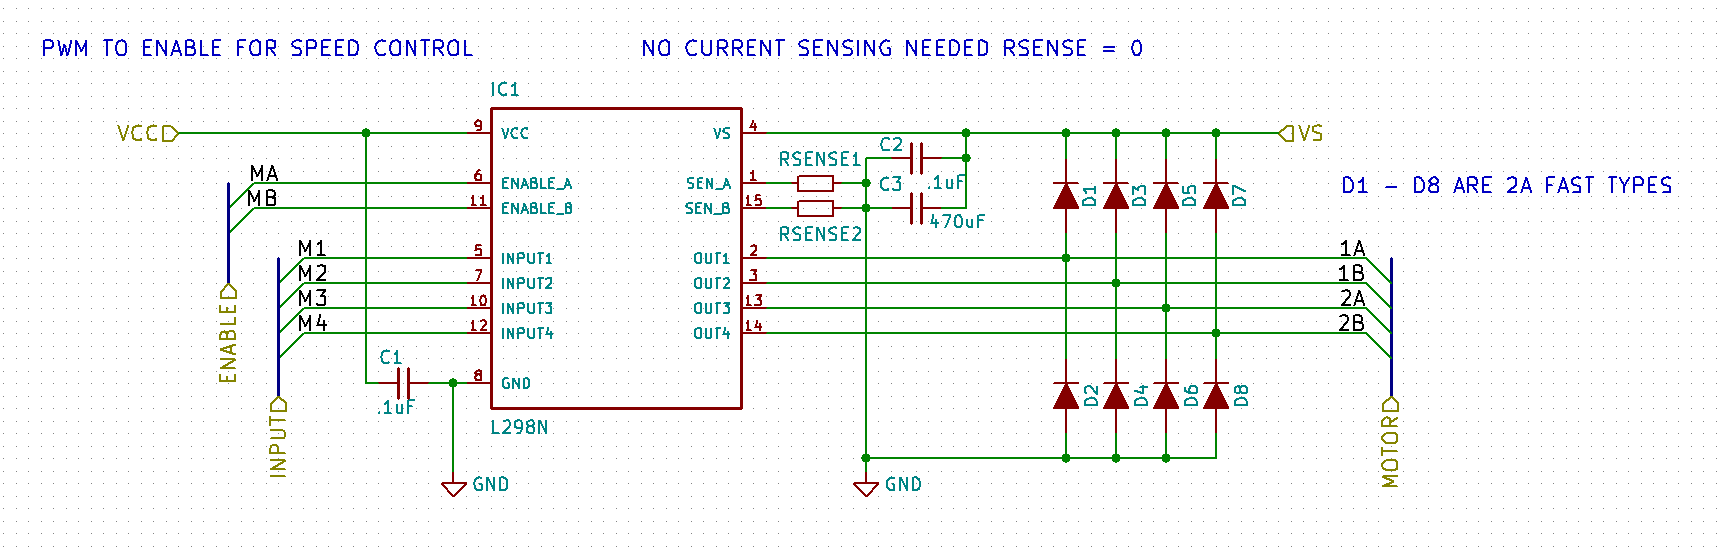 PWM TO ENABLE FOR SPEED CONTROL
NO CURRENT SENSING NEEDED RSENSE = 0
IC1
VCC
9
VCC
VS
4
VS
MA
6
ENABLE_A
MB
11
ENABLE_B
RSENSE1
SEN_A
1
SEN_B
15
RSENSE2
C2
.1uF
C3
470uF
D1
D3
D5
D7
D1 - D8 ARE 2A FAST TYPES
M1
5
INPUT1
OUT1
2
1A
M2
7
INPUT2
OUT2
3
1B
M3
10
INPUT3
OUT3
13
2A
M4
12
INPUT4
OUT4
14
2B
ENABLE
C1
.1uF
8
GND
D2
D4
D6
D8
INPUT
L298N
MOTOR
GND
GND